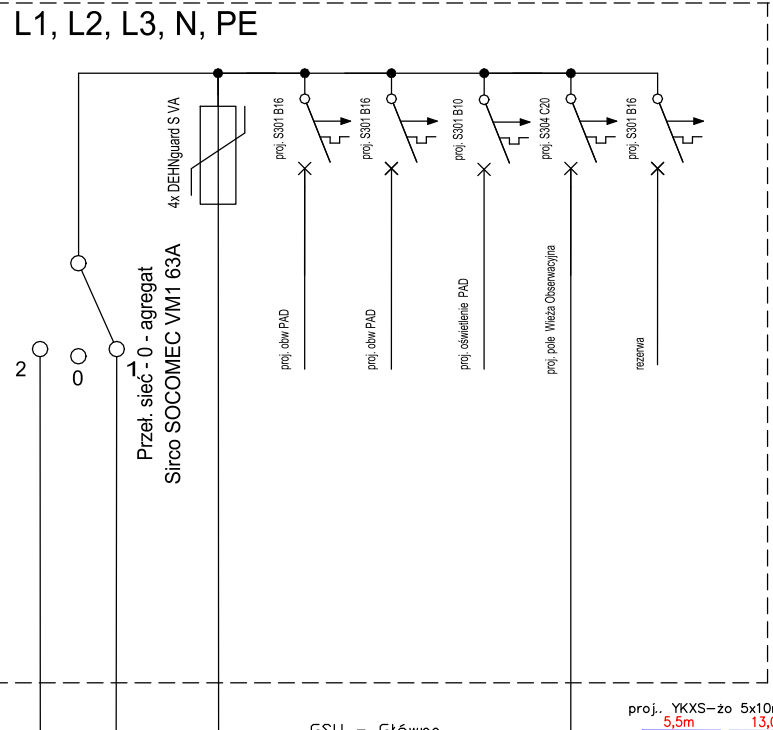 L1, L2, L3, N, PE
4x DEHNguard S VA
proj. S301 B16
proj. S301 B16
proj. S301 B10
proj. S304 C20
proj. S301 B16
Przeł. sieć - 0 - agregat
Sirco SOCOMEC VM1 63A
2
0
1
proj. obw PAD
proj. obw PAD
proj. oświetlenie PAD
proj. pole Wieża Obserwacyjna
rezerwa
proj.. YKXS-żo 5x10
5,5m
13,0